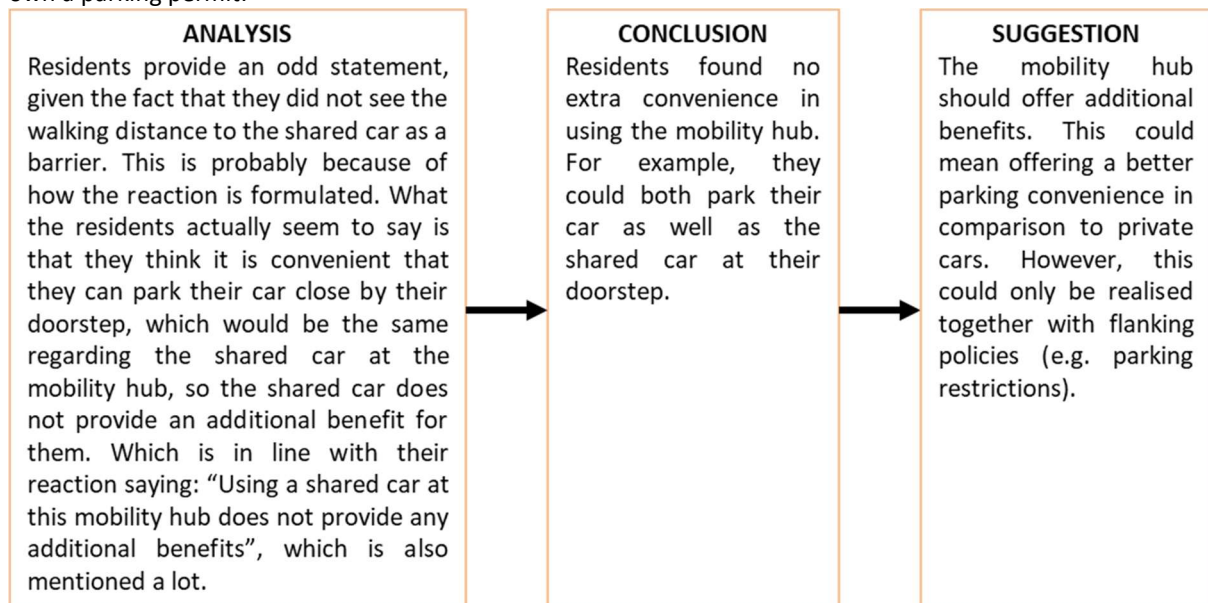 own a parking permit.
ANALYSIS
Residents provide an odd statement,
given the fact that they did not see the
walking distance to the shared car as a
barrier. This is probably because of
how the reaction is formulated. What
the residents actually seem to say is
that they think it is convenient that
they can park their car close by their
doorstep, which would be the same
regarding the shared car at the
mobility hub, so the shared car does
not provide an additional benefit for
them. Which is in line with their
reaction saying: “Using a shared car at
this mobility hub does not provide any
additional benefits”, which is also
mentioned a lot.
CONCLUSION
Residents found no
extra convenience in
using the mobility hub.
For example, they
could both park their
car as well as the
shared car at their
doorstep.
SUGGESTION
The mobility hub
should offer additional
benefits. This could
mean offering a better
parking convenience in
comparison to private
cars. However, this
could only be realised
together with flanking
policies (e.g. parking
restrictions).